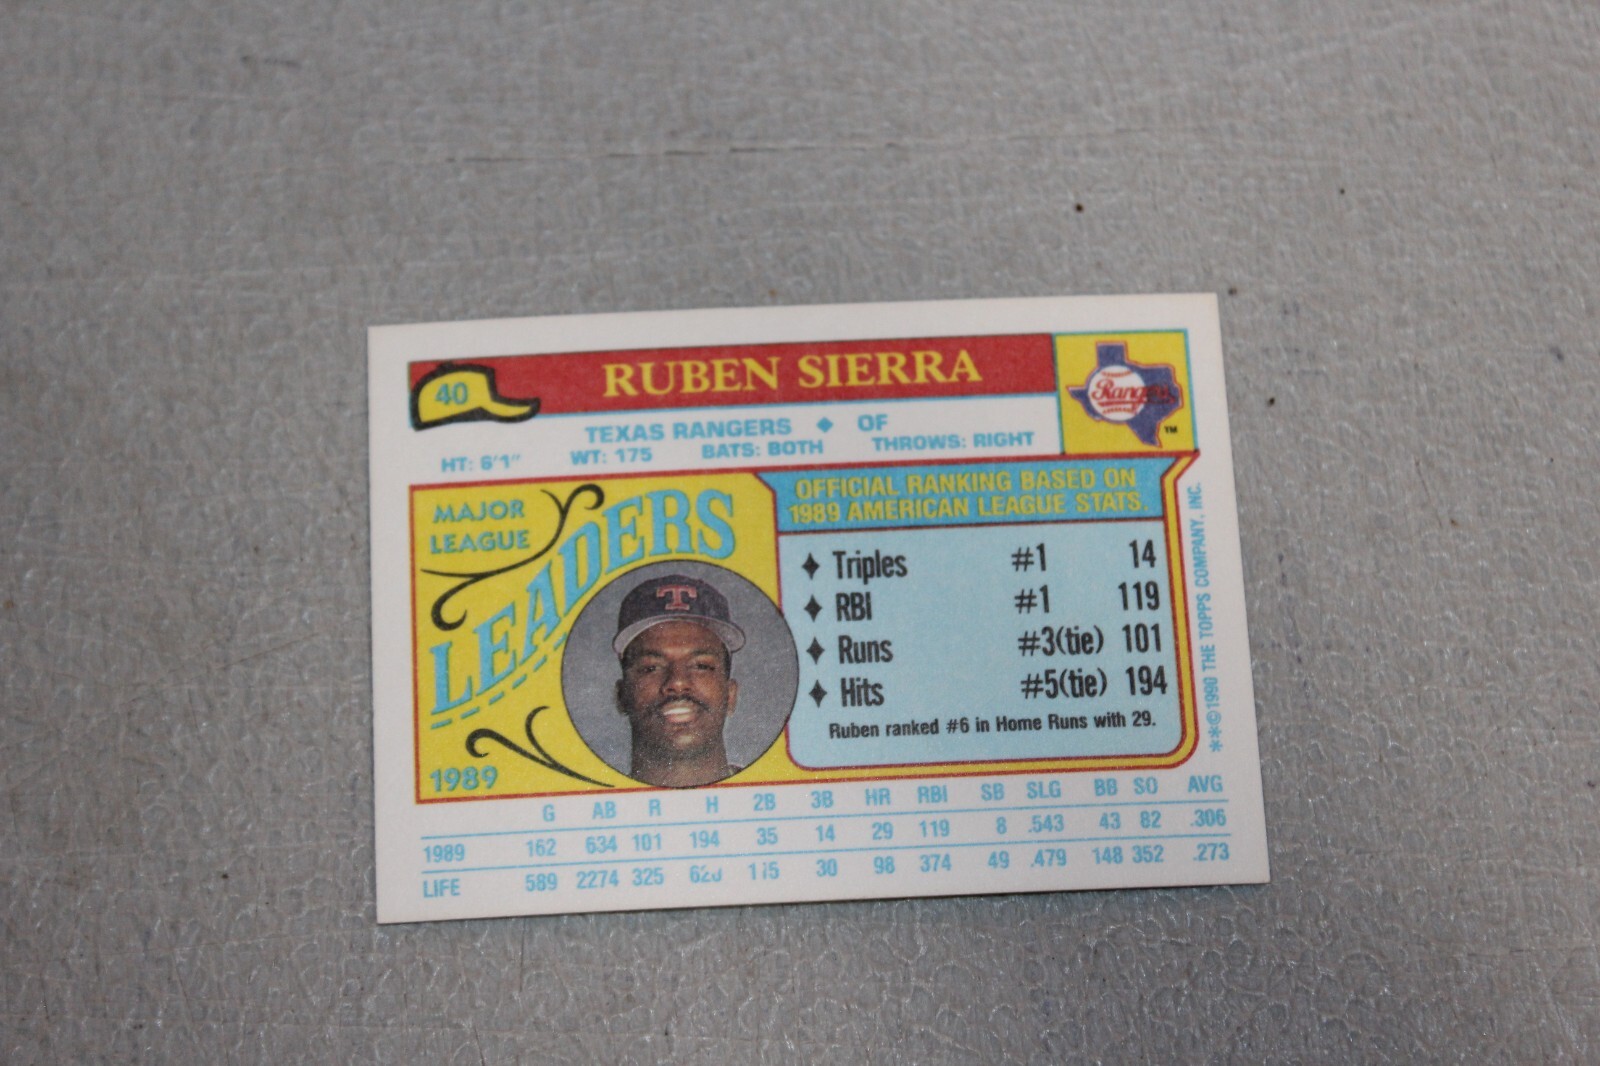 40 RUBEN SIERRA
Rangers
TM
TEXAS RANGERS ♦ OF
HT: 6'1" WT: 175 BATS: BOTH THROWS: RIGHT
MAJOR
LEAGUE
LEADERS
1989
T
OFFICIAL RANKING BASED ON
1989 AMERICAN LEAGUE STATS.
♦ Triples #1 14
♦ RBI #1 119
♦ Runs #3(tie) 101
♦ Hits #5(tie) 194
Ruben ranked #6 in Home Runs with 29.
**©1990 THE TOPPS COMPANY, INC.
G AB R H 2B 3B HR RBI SB SLG BB SO AVG
1989 162 634 101 194 35 14 29 119 8 .543 43 82 .306
LIFE 589 2274 325 30 98 374 49 .479 148 352 .273